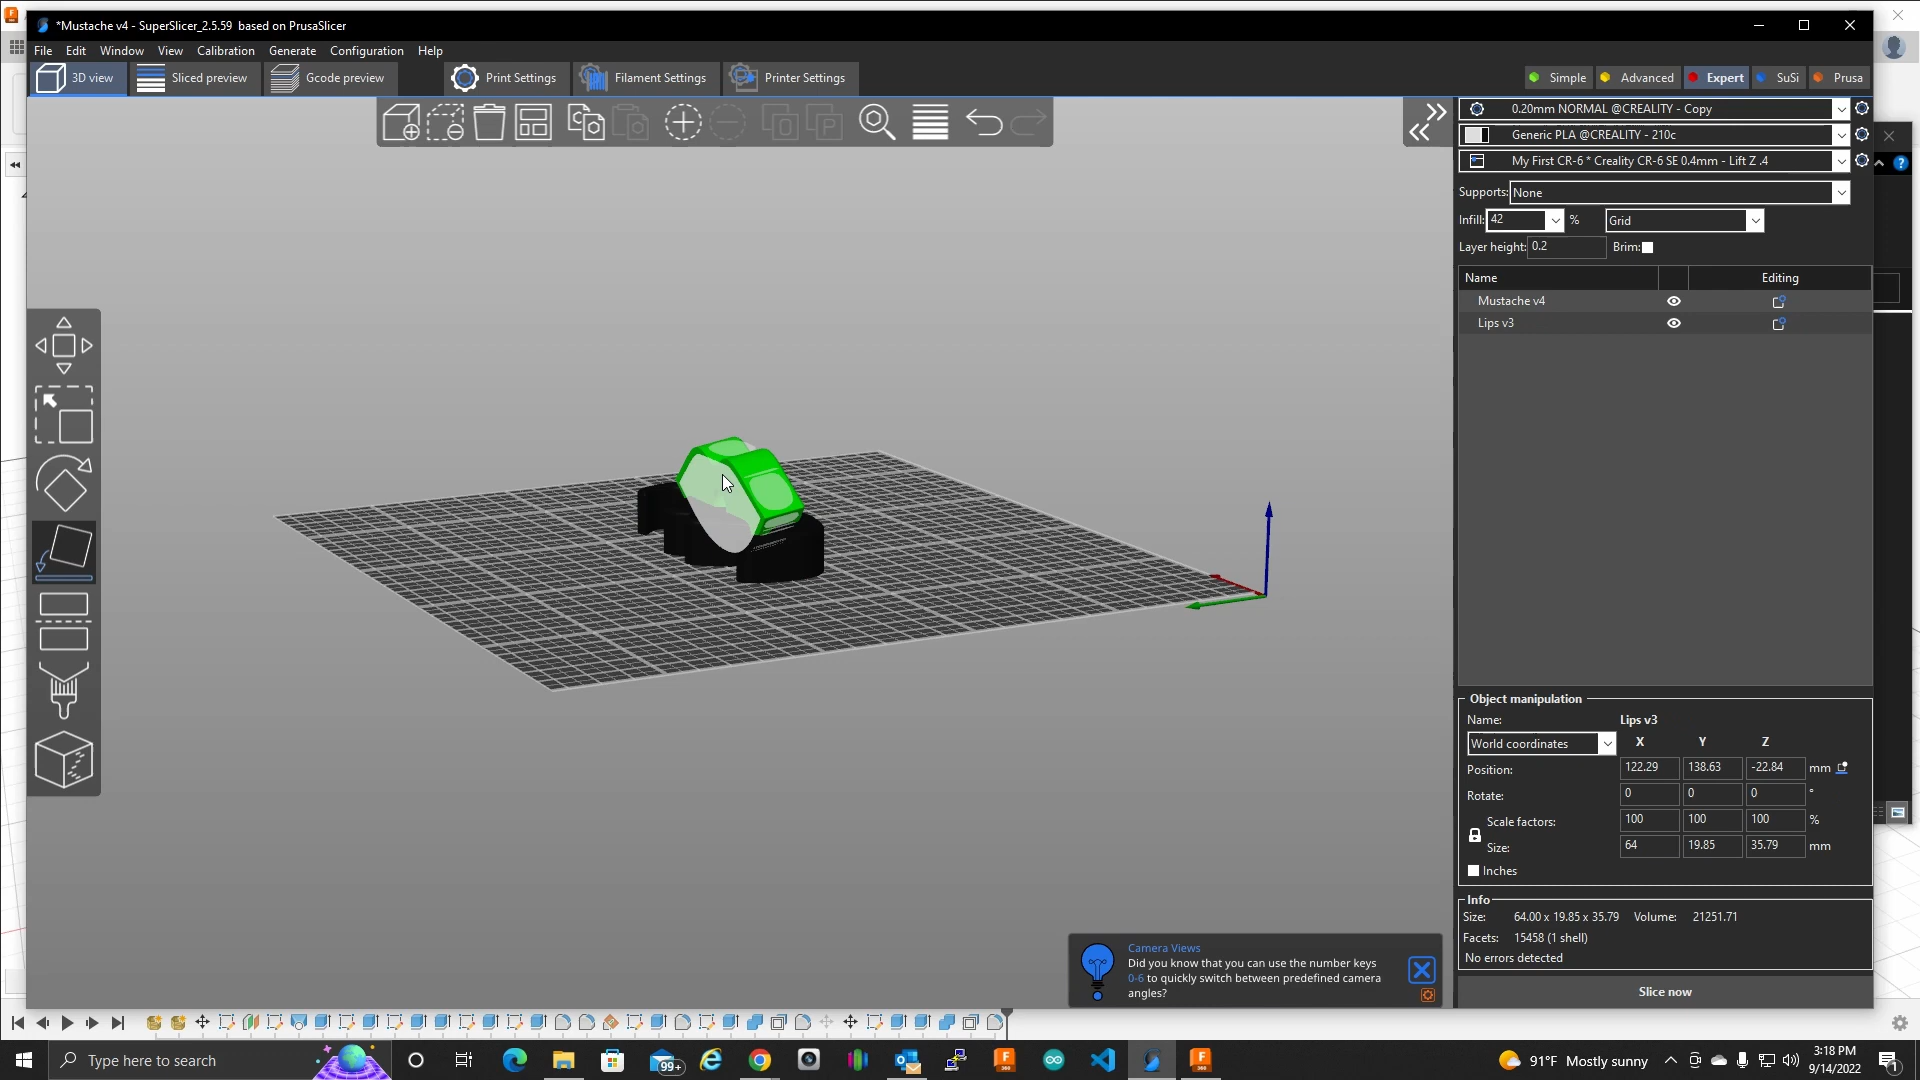 *Mustache v4 - SuperSlicer_2.5.59 based on PrusaSlicer
File Edit Window View Calibration Generate Configuration Help
3D view Sliced preview Gcode preview Print Settings Filament Settings Printer Settings Simple Advanced Expert SuSi Prusa
0.20mm NORMAL @CREALITY - Copy
Generic PLA @CREALITY - 210c
My First CR-6 * Creality CR-6 SE 0.4mm - Lift Z .4
Supports: None
Infill: 42 % Grid
Layer height: 0.2 Brim:
Name Editing
Mustache v4
Lips v3
Object manipulation
Name: Lips v3
World coordinates X Y Z
Position: 122.29 138.63 -22.84 mm
Rotate: 0 0 0 °
Scale factors: 100 100 100 %
Size: 64 19.85 35.79 mm
Inches
Info
Size: 64.00 x 19.85 x 35.79 Volume: 21251.71
Facets: 15458 (1 shell)
No errors detected
Slice now
Camera Views
Did you know that you can use the number keys
0-6 to quickly switch between predefined camera
angles?
Type here to search
99+
91°F Mostly sunny
3:18 PM
9/14/2022
1